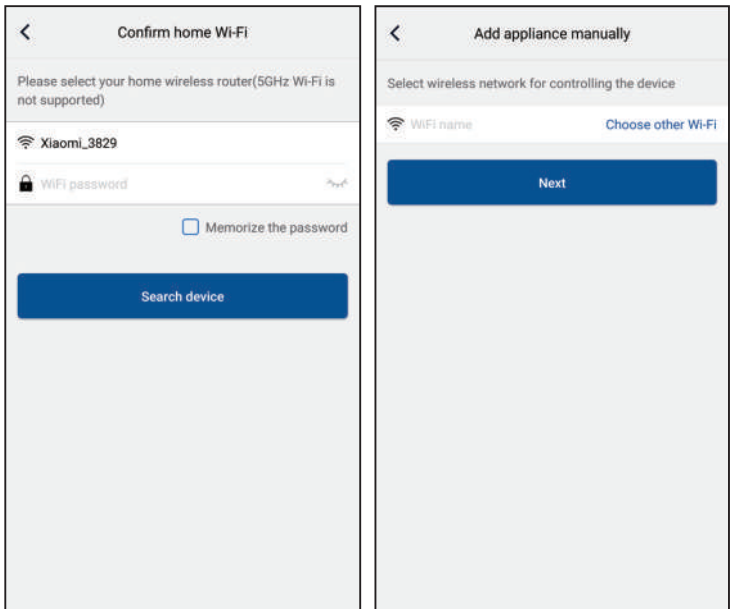 Confirm home Wi-Fi
Please select your home wireless router(5GHz Wi-Fi is
not supported)
Xiaomi_3829
WiFi password
Memorize the password
Search device
Add appliance manually
Select wireless network for controlling the device
WiFi name Choose other Wi-Fi
Next